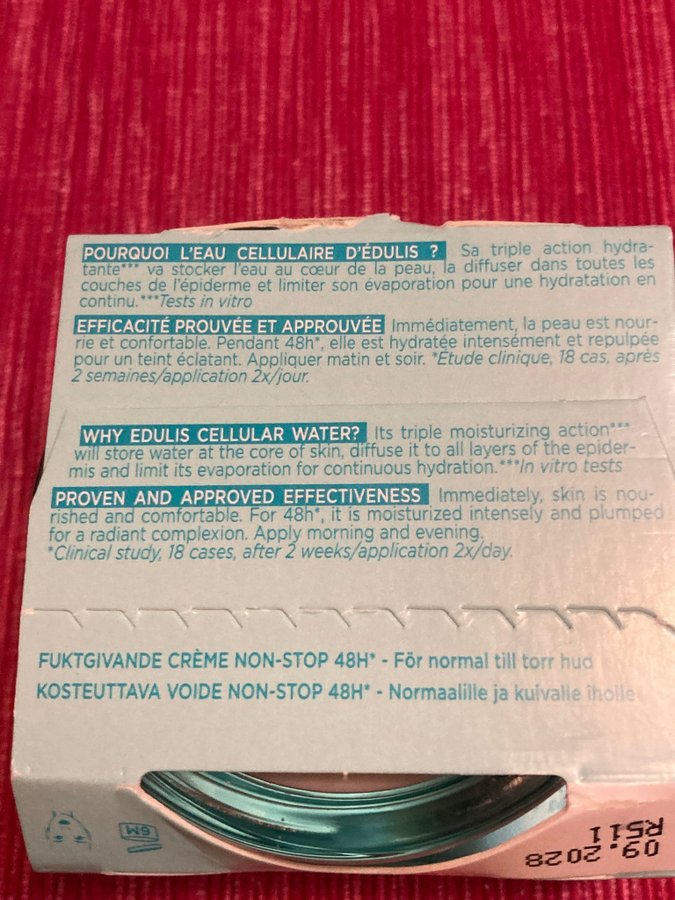 POURQUOI L'EAU CELLULAIRE D'ÉDULIS ? Sa triple action hydra-
tante*** va stocker l'eau au cœur de la peau, la diffuser dans toutes les
couches de l'épiderme et limiter son évaporation pour une hydratation en
continu.***Tests in vitro
EFFICACITÉ PROUVÉE ET APPROUVÉE Immédiatement, la peau est nour-
rie et confortable. Pendant 48h*, elle est hydratée intensément et repulpée
pour un teint éclatant. Appliquer matin et soir. *Etude clinique, 18 cas, après
2 semaines/application 2x/jour.
WHY EDULIS CELLULAR WATER? Its triple moisturizing action***
will store water at the core of skin, diffuse it to all layers of the epider-
mis and limit its evaporation for continuous hydration.***In vitro tests
PROVEN AND APPROVED EFFECTIVENESS Immediately, skin is nou-
rished and comfortable. For 48h*, it is moisturized intensely and plumped
for a radiant complexion. Apply morning and evening.
*Clinical study, 18 cases, after 2 weeks/application 2x/day.
FUKTGIVANDE CRÈME NON-STOP 48H* - För normal till torr hud
KOSTEUTTAVA VOIDE NON-STOP 48H* - Normaalille ja kuivalle iholle
6M
R511
09.2028